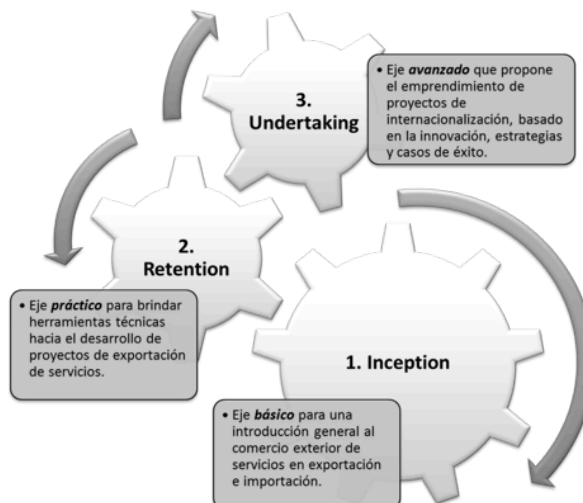 3.
Undertaking
• Eje avanzado que propone
el emprendimiento de
proyectos de
internacionalización, basado
en la innovación, estrategias
y casos de éxito.
2.
Retention
• Eje práctico para brindar
herramientas técnicas
hacia el desarrollo de
proyectos de exportación
de servicios.
1. Inception
• Eje básico para una
introducción general al
comercio exterior de
servicios en exportación
e importación.